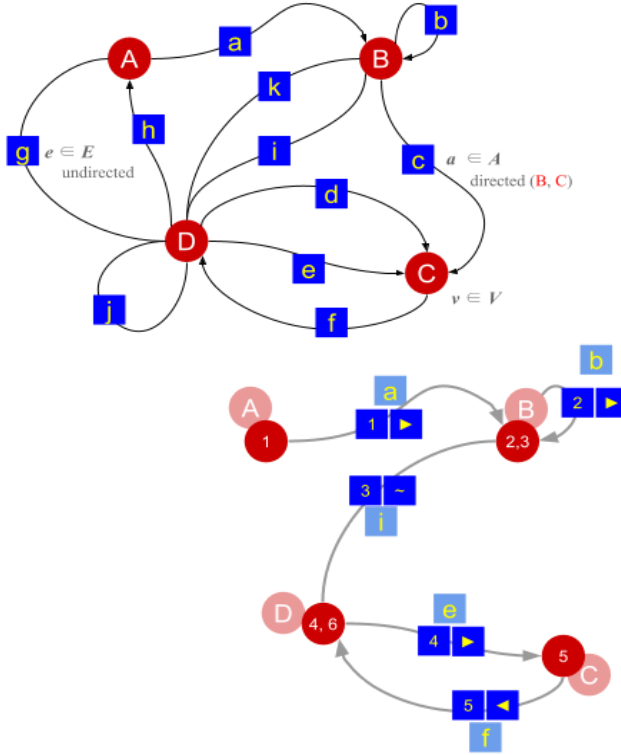 a
b
A
B
k
h
i
g
e ∈ E
undirected
c
a ∈ A
directed (B, C)
d
D
e
C
j
f
v ∈ V
b
a
A
B
2 ►
1
1 ►
2,3
3 ~
i
D
e
4, 6
4 ►
5
C
5 ◄
f